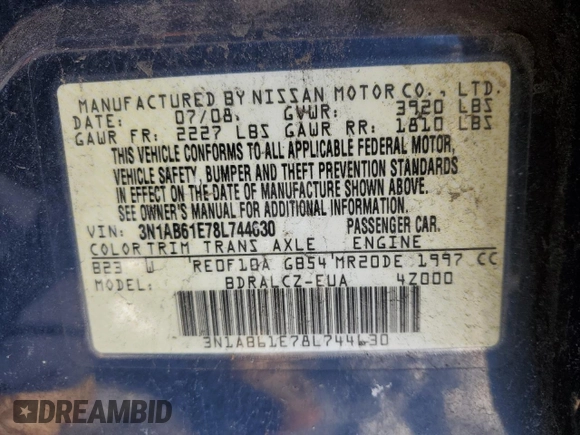 MANUFACTURED BY NISSAN MOTOR CO., LTD.
DATE: 07/08 GVWR: 3920 LBS
GAWR FR: 2227 LBS GAWR RR: 1810 LBS
THIS VEHICLE CONFORMS TO ALL APPLICABLE FEDERAL MOTOR
VEHICLE SAFETY, BUMPER AND THEFT PREVENTION STANDARDS
IN EFFECT ON THE DATE OF MANUFACTURE SHOWN ABOVE.
SEE OWNER'S MANUAL FOR ADDITIONAL INFORMATION.
VIN: 3N1AB61E78L744630 PASSENGER CAR.
COLOR TRIM TRANS AXLE ENGINE
B23 W RE0F10A GB54 MR20DE 1997 CC
BDRALCZ-EUA 4Z000
3N1AB61E78L744630
DREAMBID